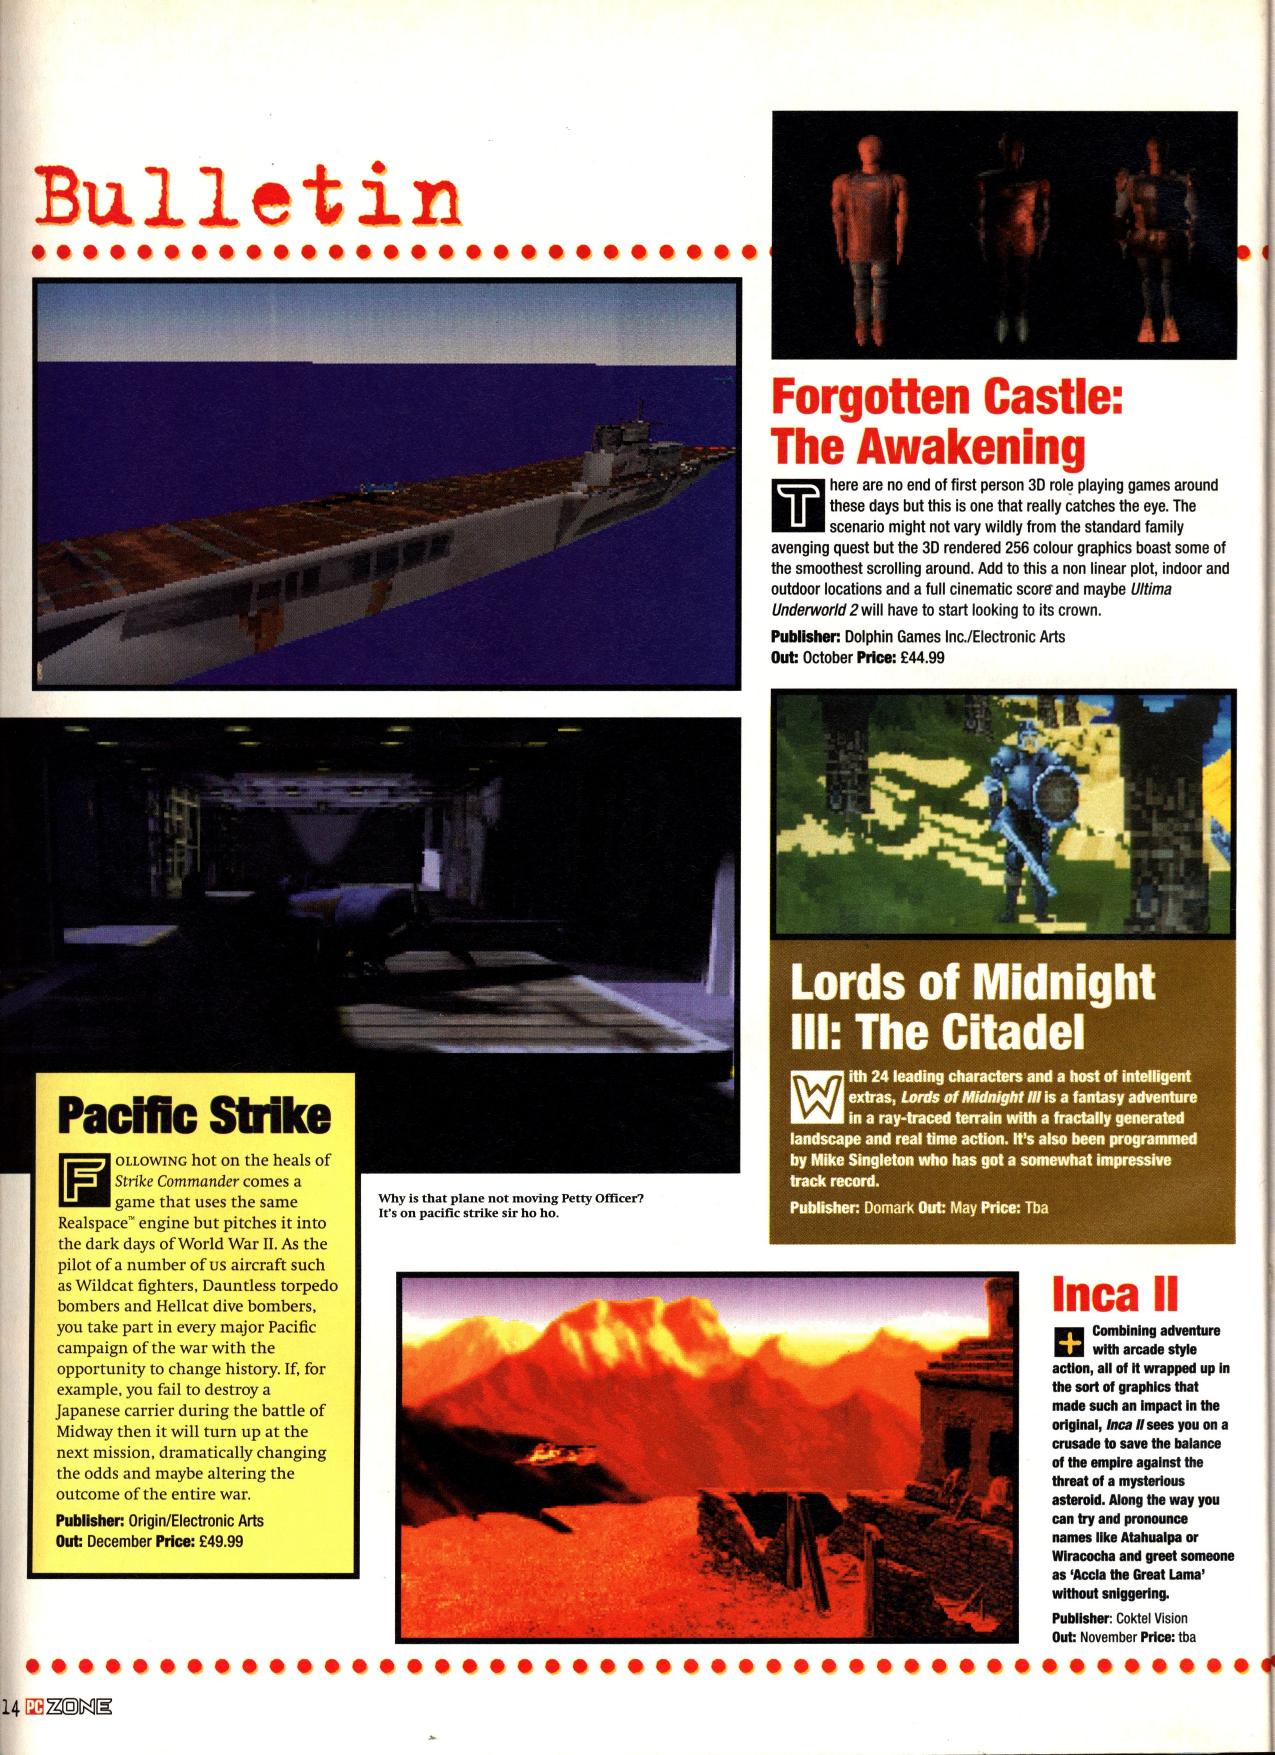 Bulletin
Forgotten Castle:
The Awakening
There are no end of first person 3D role playing games around
these days but this is one that really catches the eye. The
scenario might not vary wildly from the standard family
avenging quest but the 3D rendered 256 colour graphics boast some of
the smoothest scrolling around. Add to this a non linear plot, indoor and
outdoor locations and a full cinematic score and maybe Ultima
Underworld 2 will have to start looking to its crown.
Publisher: Dolphin Games Inc./Electronic Arts
Out: October Price: £44.99
Lords of Midnight
III: The Citadel
With 24 leading characters and a host of intelligent
extras, Lords of Midnight III is a fantasy adventure
in a ray-traced terrain with a fractally generated
landscape and real time action. It's also been programmed
by Mike Singleton who has got a somewhat impressive
track record.
Publisher: Domark Out: May Price: Tba
Pacific Strike
FOLLOWING hot on the heals of
Strike Commander comes a
game that uses the same
Realspace™ engine but pitches it into
the dark days of World War II. As the
pilot of a number of US aircraft such
as Wildcat fighters, Dauntless torpedo
bombers and Hellcat dive bombers,
you take part in every major Pacific
campaign of the war with the
opportunity to change history. If, for
example, you fail to destroy a
Japanese carrier during the battle of
Midway then it will turn up at the
next mission, dramatically changing
the odds and maybe altering the
outcome of the entire war.
Publisher: Origin/Electronic Arts
Out: December Price: £49.99
Why is that plane not moving Petty Officer?
It's on pacific strike sir ho ho.
Inca II
+ Combining adventure
with arcade style
action, all of it wrapped up in
the sort of graphics that
made such an impact in the
original, Inca II sees you on a
crusade to save the balance
of the empire against the
threat of a mysterious
asteroid. Along the way you
can try and pronounce
names like Atahualpa or
Wiracocha and greet someone
as 'Accla the Great Lama'
without sniggering.
Publisher: Coktel Vision
Out: November Price: tba
14 PC ZONE